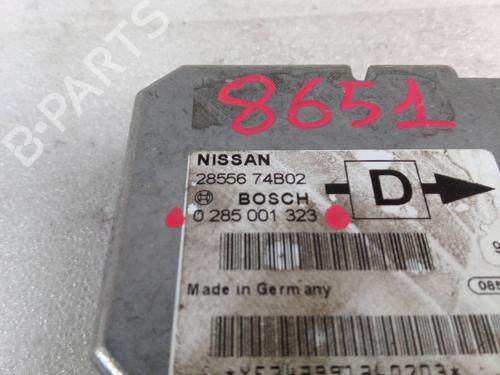 B-PARTS
8651
NISSAN
28556 74B02
BOSCH
0 285 001 323
D
Made in Germany